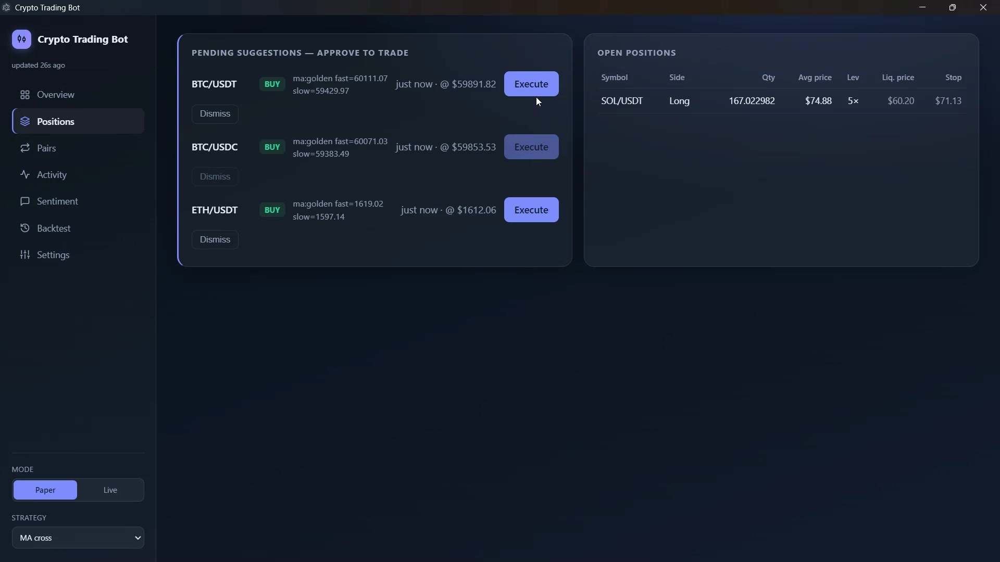 Crypto Trading Bot
Crypto Trading Bot
updated 26s ago
Overview
Positions
Pairs
Activity
Sentiment
Backtest
Settings
MODE
Paper Live
STRATEGY
MA cross
PENDING SUGGESTIONS — APPROVE TO TRADE
BTC/USDT BUY ma:golden fast=60111.07 slow=59429.97 just now · @ $59891.82 Execute
Dismiss
BTC/USDC BUY ma:golden fast=60071.03 slow=59383.49 just now · @ $59853.53 Execute
Dismiss
ETH/USDT BUY ma:golden fast=1619.02 slow=1597.14 just now · @ $1612.06 Execute
Dismiss
OPEN POSITIONS
Symbol Side Qty Avg price Lev Liq. price Stop
SOL/USDT Long 167.022982 $74.88 5× $60.20 $71.13